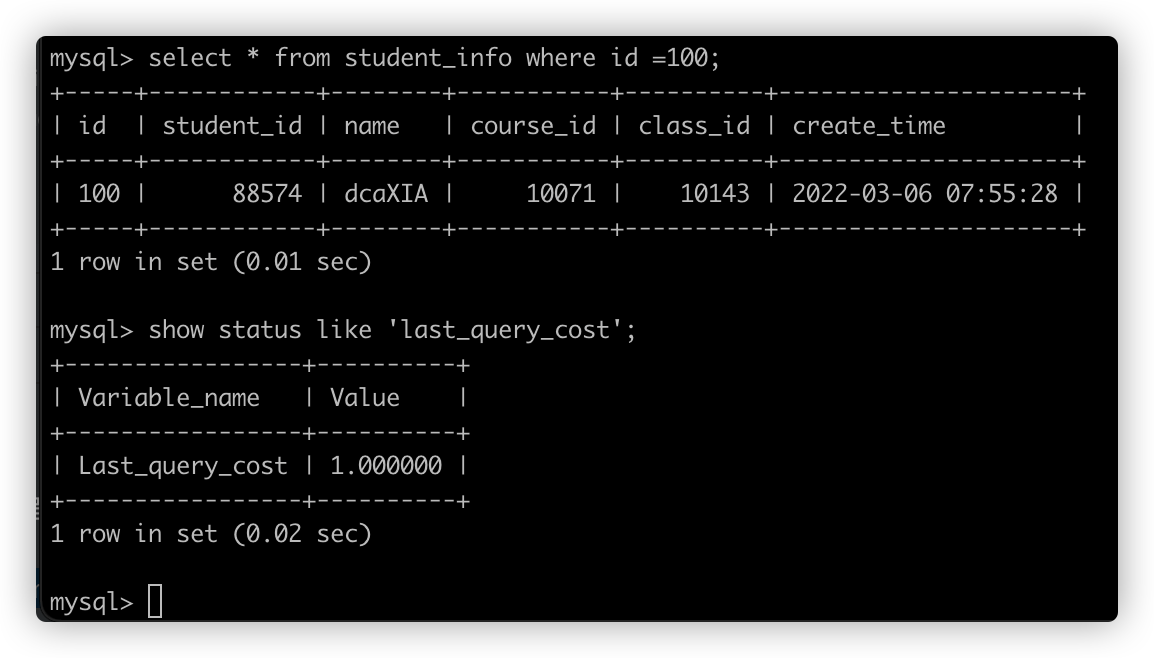 mysql> select * from student_info where id =100;
+-----+------------+--------+-----------+----------+---------------------+
| id  | student_id | name   | course_id | class_id | create_time         |
+-----+------------+--------+-----------+----------+---------------------+
| 100 |      88574 | dcaXIA |     10071 |    10143 | 2022-03-06 07:55:28 |
+-----+------------+--------+-----------+----------+---------------------+
1 row in set (0.01 sec)
mysql> show status like 'last_query_cost';
+-----------------+----------+
| Variable_name   | Value    |
+-----------------+----------+
| Last_query_cost | 1.000000 |
+-----------------+----------+
1 row in set (0.02 sec)
mysql>